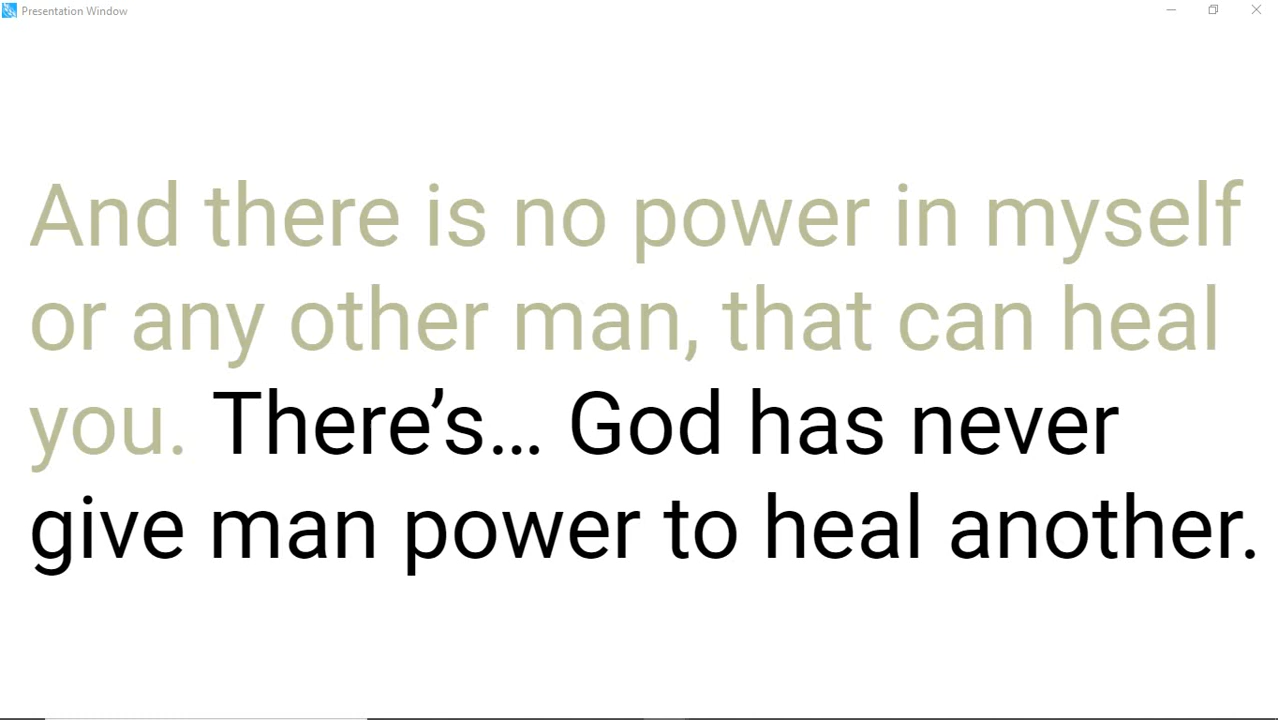 Presentation Window
And there is no power in myself
or any other man, that can heal
you. There’s… God has never
give man power to heal another.